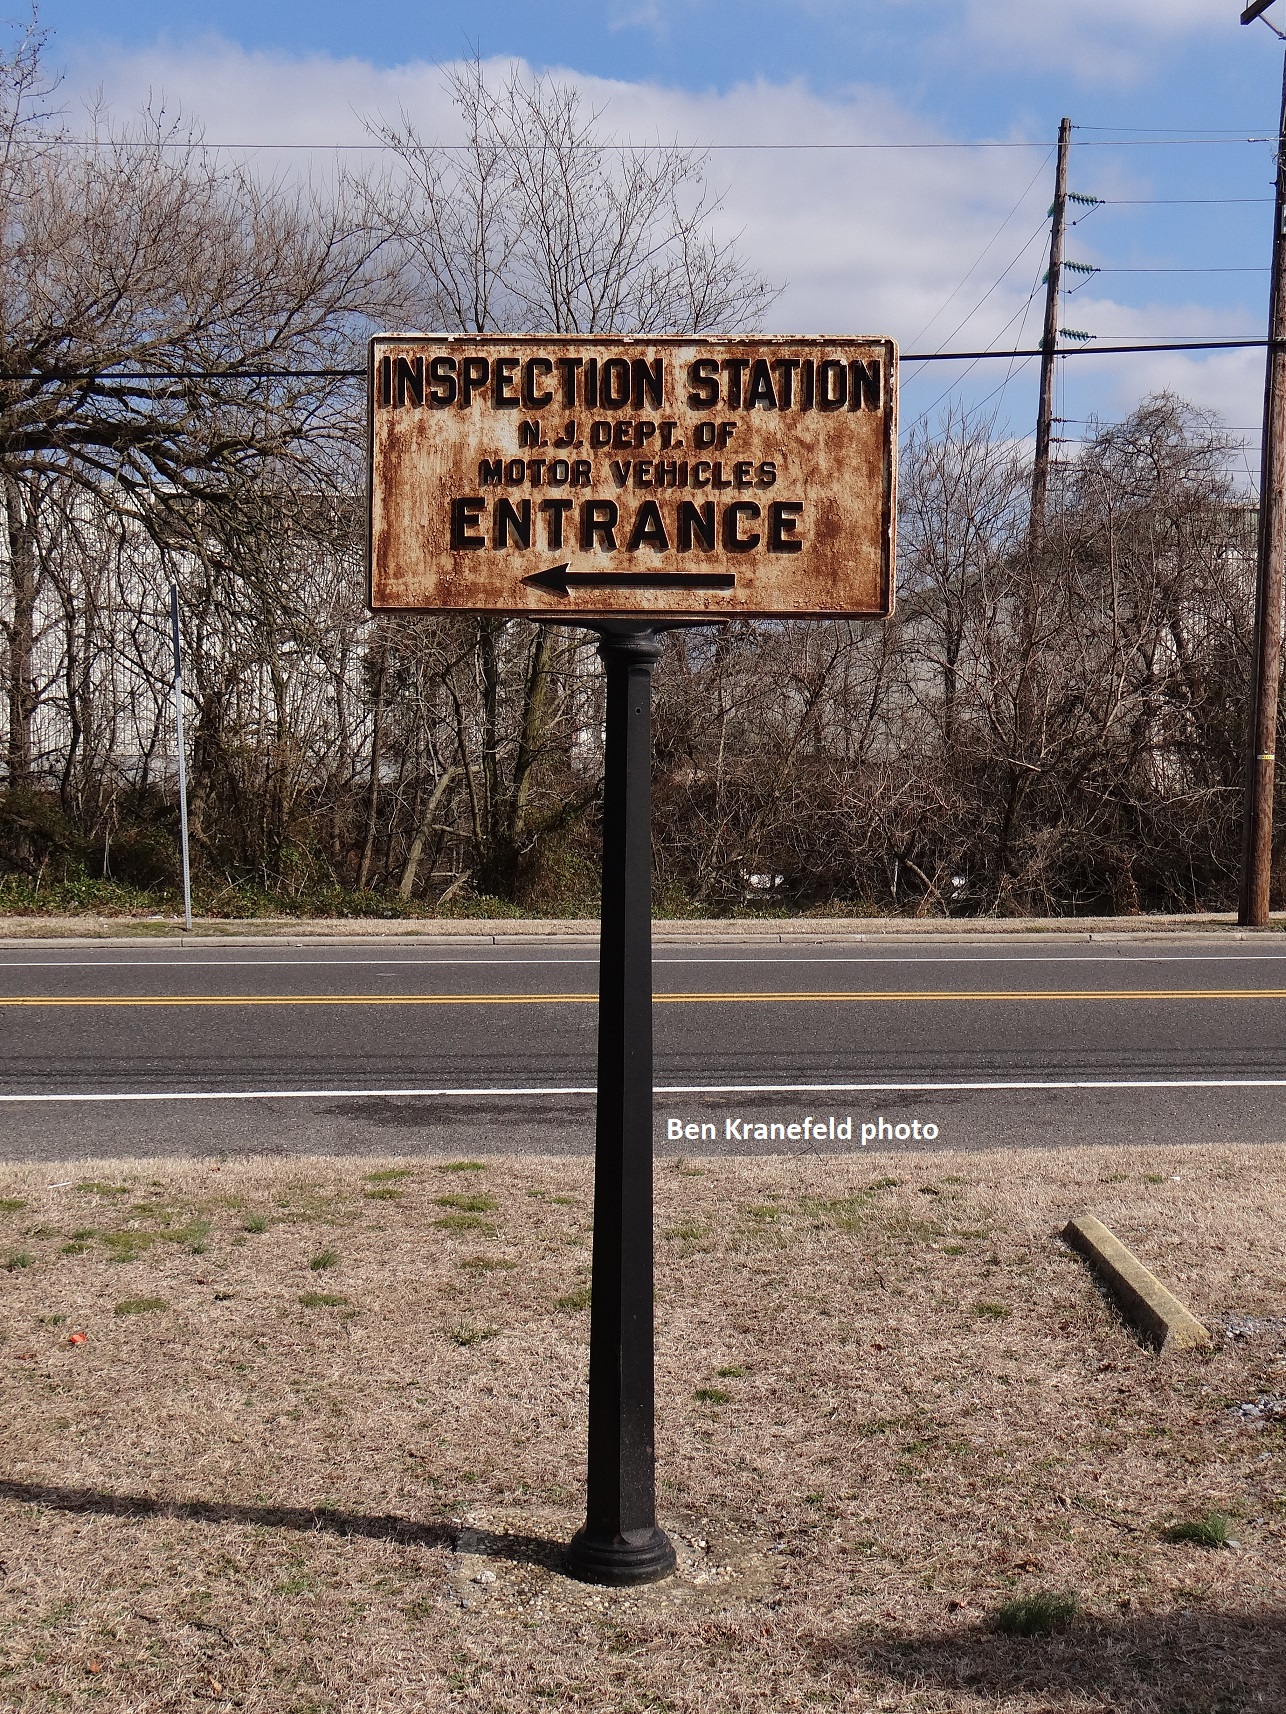 INSPECTION STATION
N.J. DEPT. OF
MOTOR VEHICLES
ENTRANCE
Ben Kranefeld photo